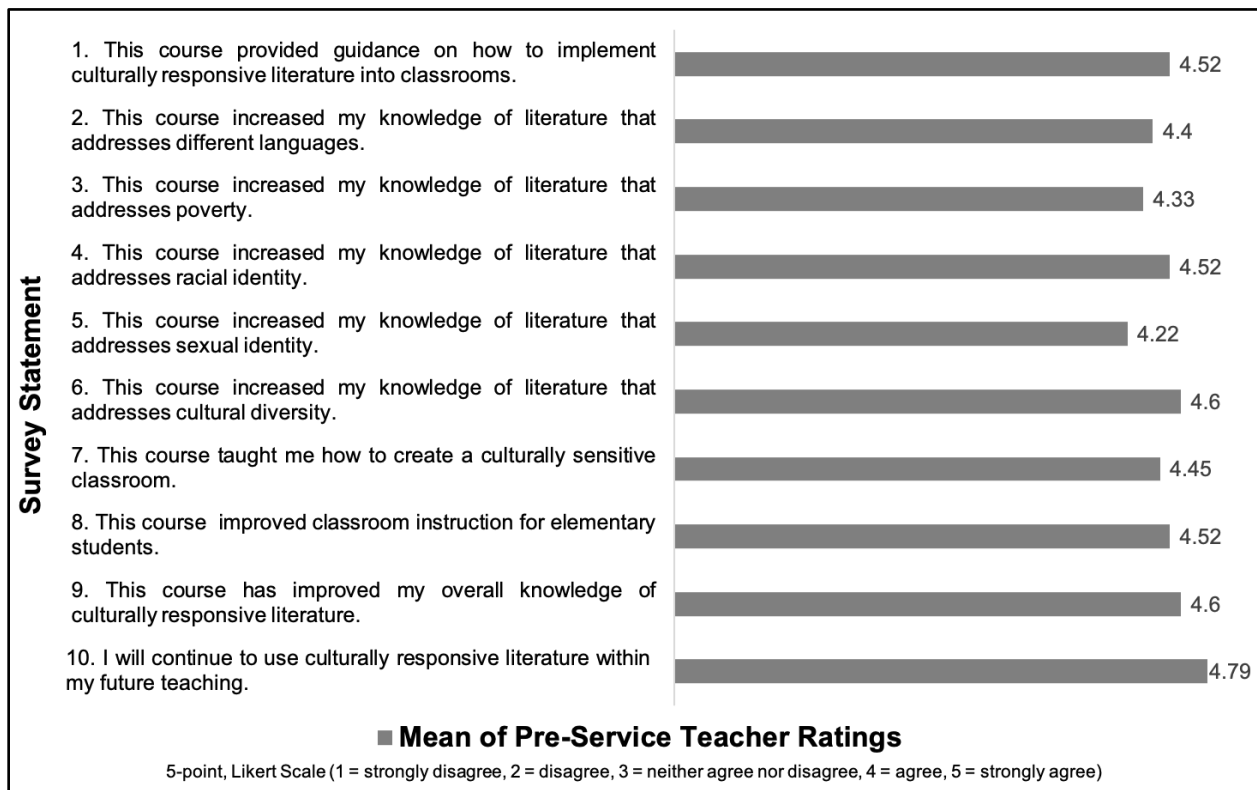 1. This course provided guidance on how to implement
culturally responsive literature into classrooms.
4.52
2. This course increased my knowledge of literature that
addresses different languages.
4.4
3. This course increased my knowledge of literature that
addresses poverty.
4.33
4. This course increased my knowledge of literature that
addresses racial identity.
4.52
5. This course increased my knowledge of literature that
addresses sexual identity.
4.22
6. This course increased my knowledge of literature that
addresses cultural diversity.
4.6
7. This course taught me how to create a culturally sensitive
classroom.
4.45
8. This course improved classroom instruction for elementary
students.
4.52
9. This course has improved my overall knowledge of
culturally responsive literature.
4.6
10. I will continue to use culturally responsive literature within
my future teaching.
4.79
Survey Statement
Mean of Pre-Service Teacher Ratings
5-point, Likert Scale (1 = strongly disagree, 2 = disagree, 3 = neither agree nor disagree, 4 = agree, 5 = strongly agree)